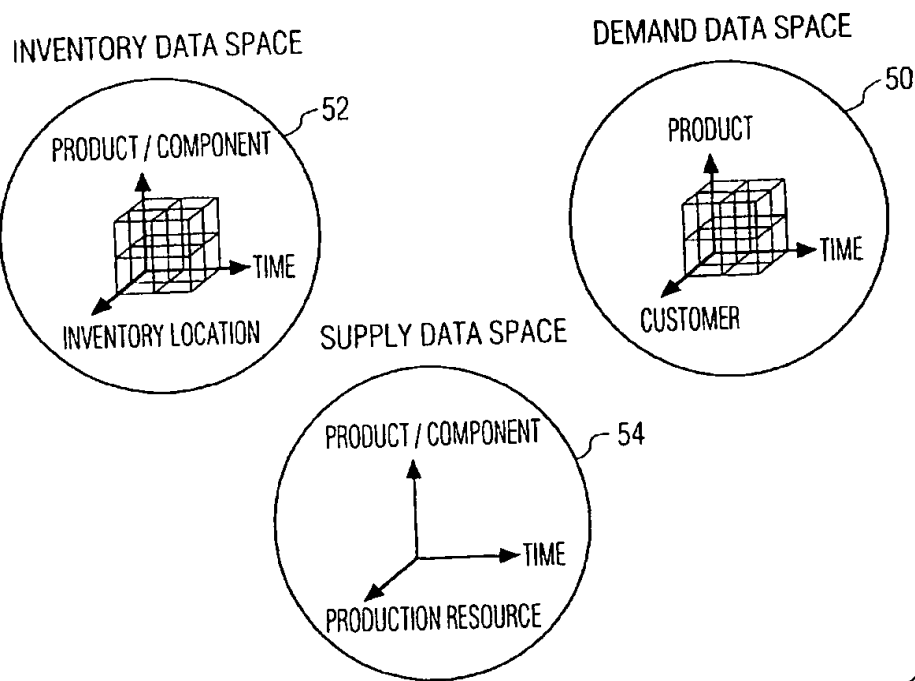 INVENTORY DATA SPACE
52
PRODUCT / COMPONENT
TIME
INVENTORY LOCATION
DEMAND DATA SPACE
50
PRODUCT
TIME
CUSTOMER
SUPPLY DATA SPACE
54
PRODUCT / COMPONENT
TIME
PRODUCTION RESOURCE